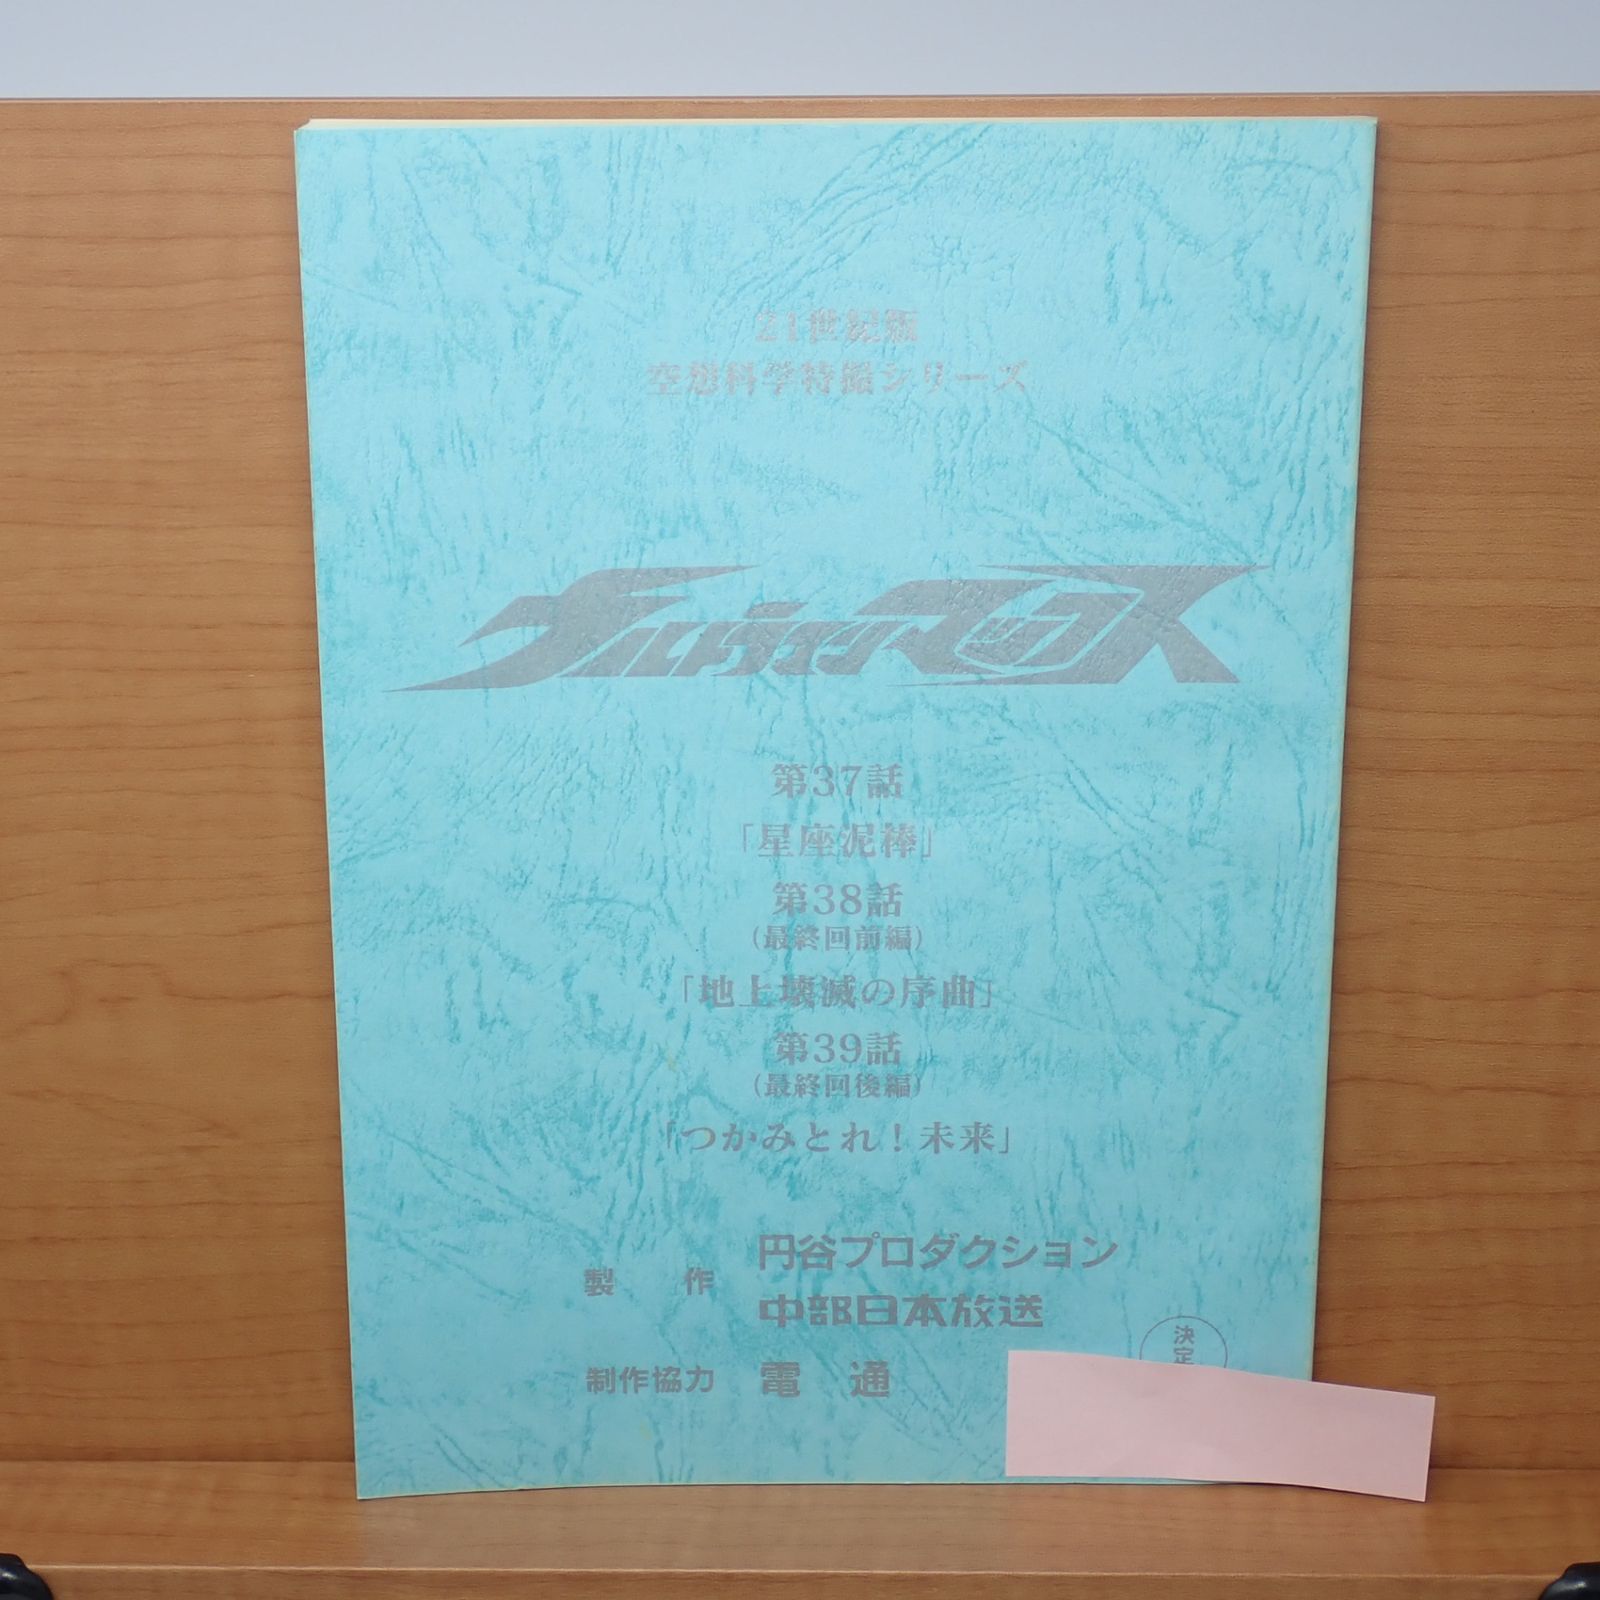 21世紀版
空想科学特撮シリーズ
ウルトラマンマックス
第37話
「星座泥棒」
第38話
(最終回前編)
「地上壊滅の序曲」
第39話
(最終回後編)
「つかみとれ!未来」
製作
円谷プロダクション
中部日本放送
制作協力 電通
決定